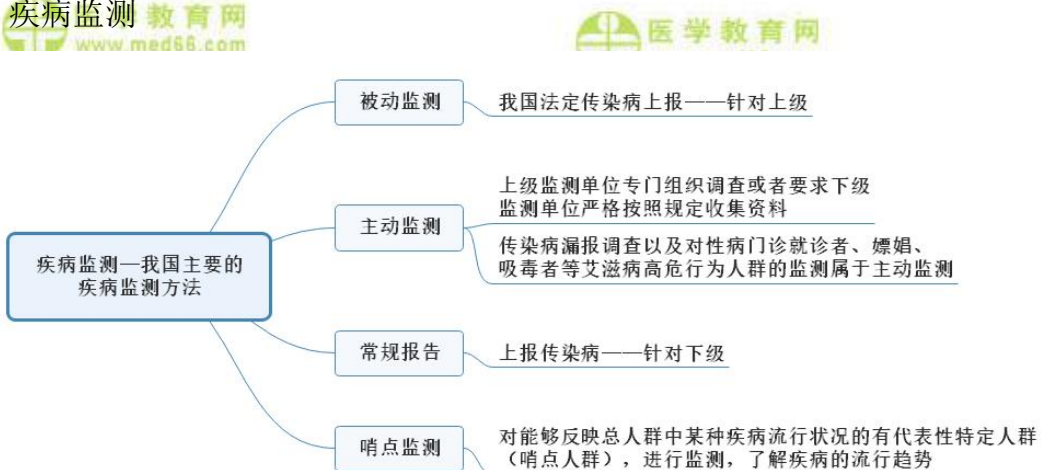 疾病监测
教育网
www.med66.com
医学教育网
被动监测
我国法定传染病上报——针对上级
上级监测单位专门组织调查或者要求下级
监测单位严格按照规定收集资料
主动监测
传染病漏报调查以及对性病门诊就诊者、嫖娼、
吸毒者等艾滋病高危行为人群的监测属于主动监测
疾病监测—我国主要的
疾病监测方法
常规报告
上报传染病——针对下级
哨点监测
对能够反映总人群中某种疾病流行状况的有代表性特定人群
（哨点人群），进行监测，了解疾病的流行趋势